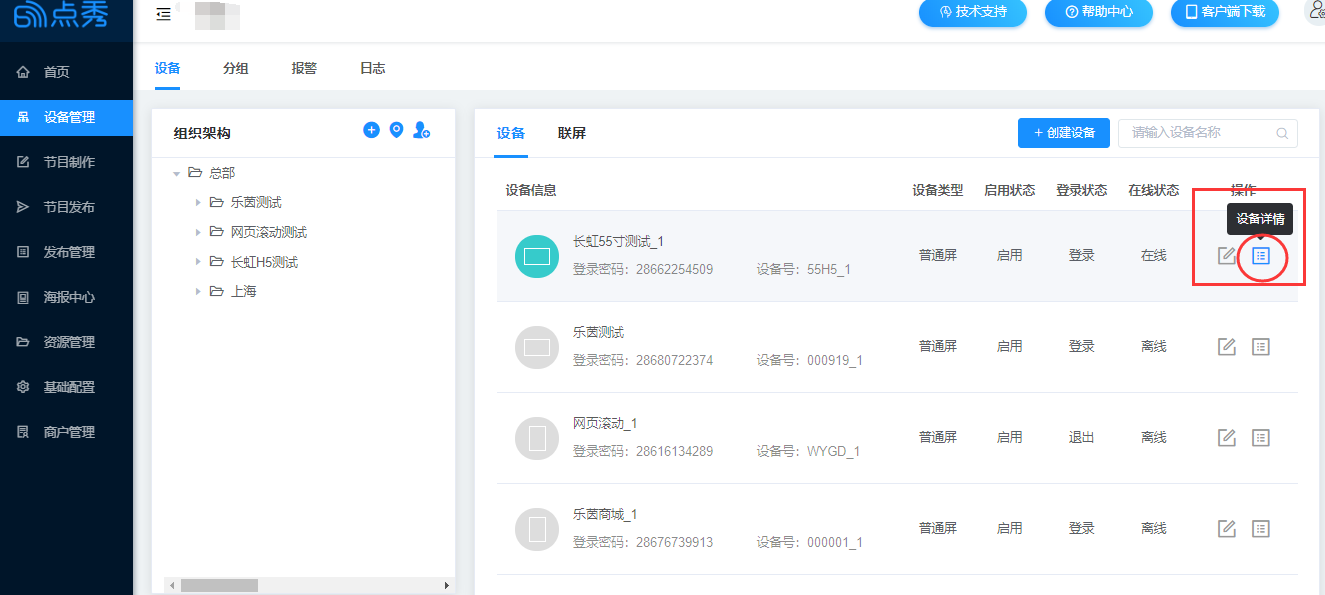 点秀
技术支持
帮助中心
客户端下载
首页
设备管理
节目制作
节目发布
发布管理
海报中心
资源管理
基础配置
商户管理
设备 分组 报警 日志
组织架构
总部
乐茵测试
网页滚动测试
长虹H5测试
上海
设备 联屏
+ 创建设备
请输入设备名称
设备信息 设备类型 启用状态 登录状态 在线状态 操作
设备详情
长虹55寸测试_1
登录密码：28662254509 设备号：55H5_1
普通屏 启用 登录 在线
乐茵测试
登录密码：28680722374 设备号：000919_1
普通屏 启用 登录 离线
网页滚动_1
登录密码：28616134289 设备号：WYGD_1
普通屏 启用 退出 离线
乐茵商城_1
登录密码：28676739913 设备号：000001_1
普通屏 启用 登录 离线